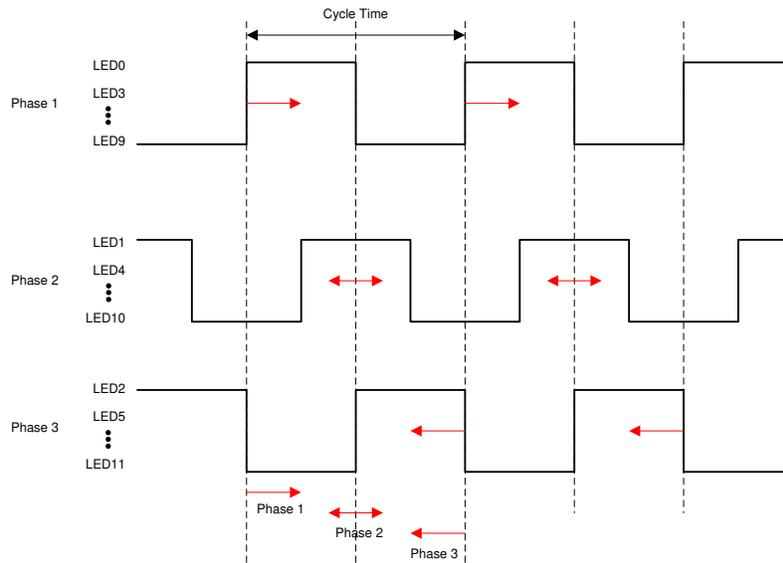 Cycle Time
LED0
Phase 1
LED3
LED9
LED1
LED4
Phase 2
LED10
LED2
LED5
Phase 3
LED11
Phase 1
Phase 2
Phase 3